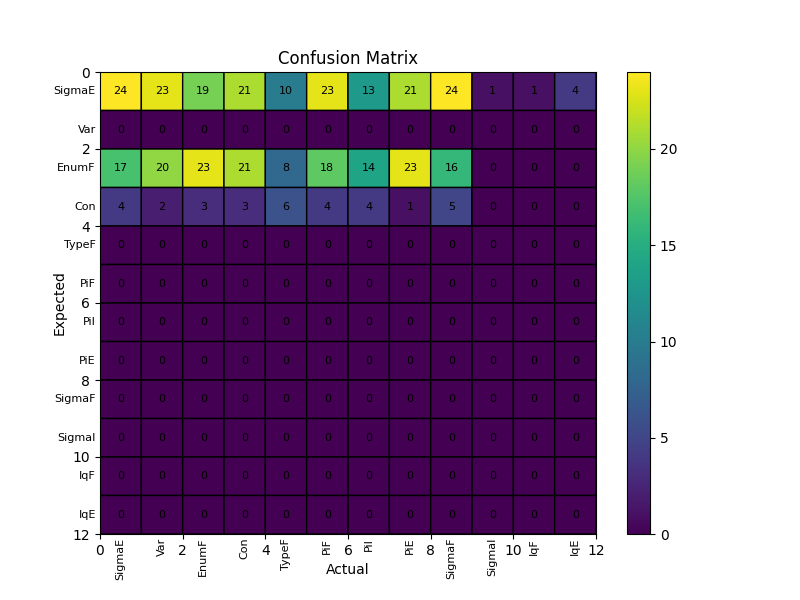 Confusion Matrix
0
SigmaE 24 23 19 21 10 23 13 21 24 1 1 4
Var 0 0 0 0 0 0 0 0 0 0 0 0
2
EnumF 17 20 23 21 8 18 14 23 16 0 0 0
Con 4 2 3 3 6 4 4 1 5 0 0 0
4
TypeF 0 0 0 0 0 0 0 0 0 0 0 0
PiF 0 0 0 0 0 0 0 0 0 0 0 0
Expected
6
PiI 0 0 0 0 0 0 0 0 0 0 0 0
PiE 0 0 0 0 0 0 0 0 0 0 0 0
8
SigmaF 0 0 0 0 0 0 0 0 0 0 0 0
SigmaI 0 0 0 0 0 0 0 0 0 0 0 0
10
IqF 0 0 0 0 0 0 0 0 0 0 0 0
IqE 0 0 0 0 0 0 0 0 0 0 0 0
12
0 2 4 6 8 10 12
SigmaE Var EnumF Con TypeF PiF PiI PiE SigmaF SigmaI IqF IqE
Actual
20
15
10
5
0